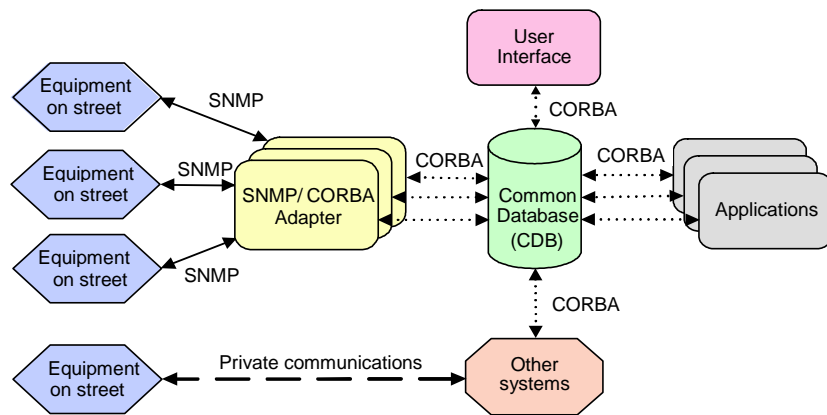 User
Interface
Equipment
on street
SNMP
CORBA
Equipment
on street
SNMP
SNMP/ CORBA
Adapter
CORBA
Common
Database
(CDB)
CORBA
Applications
Equipment
on street
SNMP
CORBA
Equipment
on street
Private communications
Other
systems